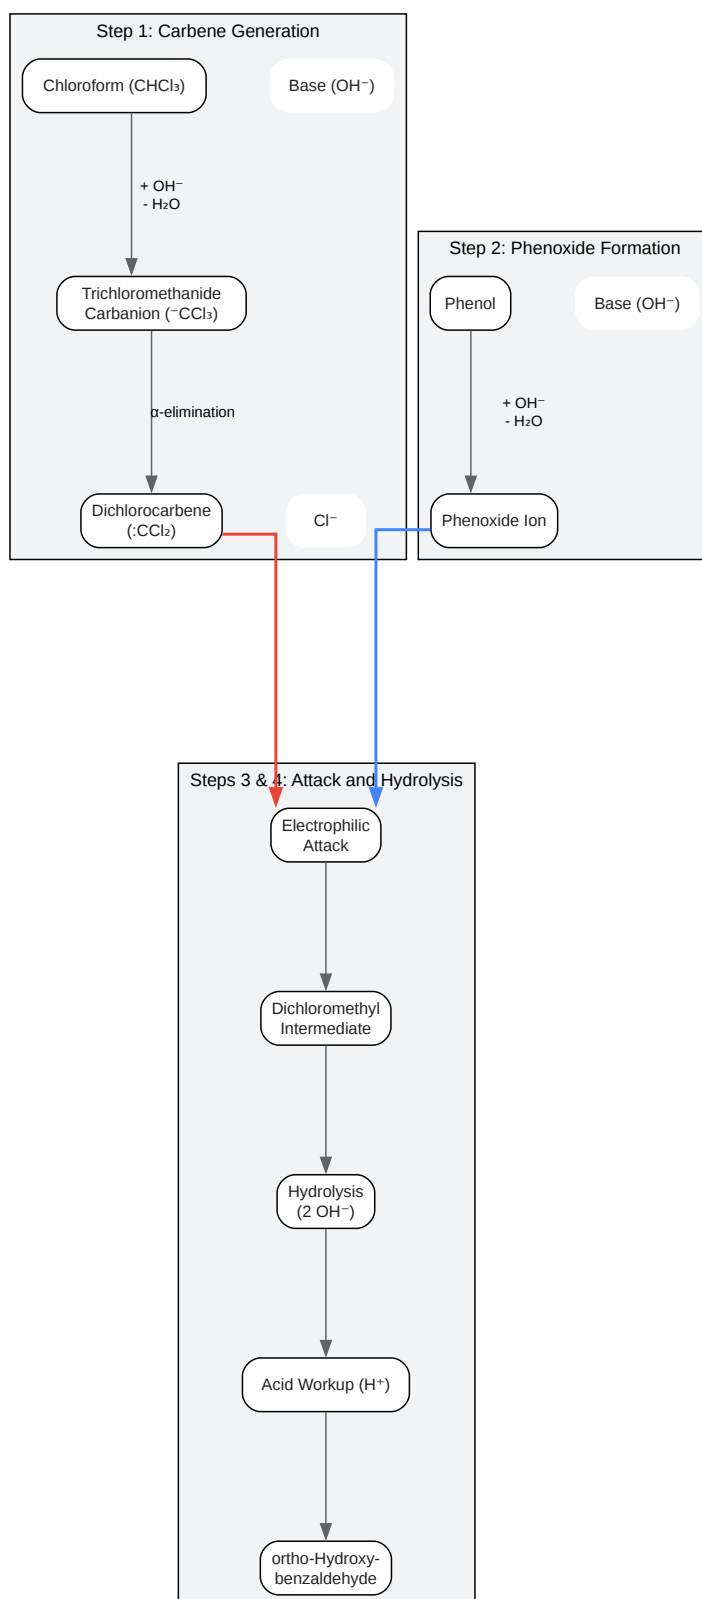 Step 1: Carbene Generation
Chloroform (CHCl₃)
Base (OH⁻)
+ OH⁻
- H₂O
Trichloromethanide
Carbanion (⁻CCl₃)
α-elimination
Dichlorocarbene
(:CCl₂)
Cl⁻
Step 2: Phenoxide Formation
Phenol
Base (OH⁻)
+ OH⁻
- H₂O
Phenoxide Ion
Steps 3 & 4: Attack and Hydrolysis
Electrophilic
Attack
Dichloromethyl
Intermediate
Hydrolysis
(2 OH⁻)
Acid Workup (H⁺)
ortho-Hydroxy-
benzaldehyde